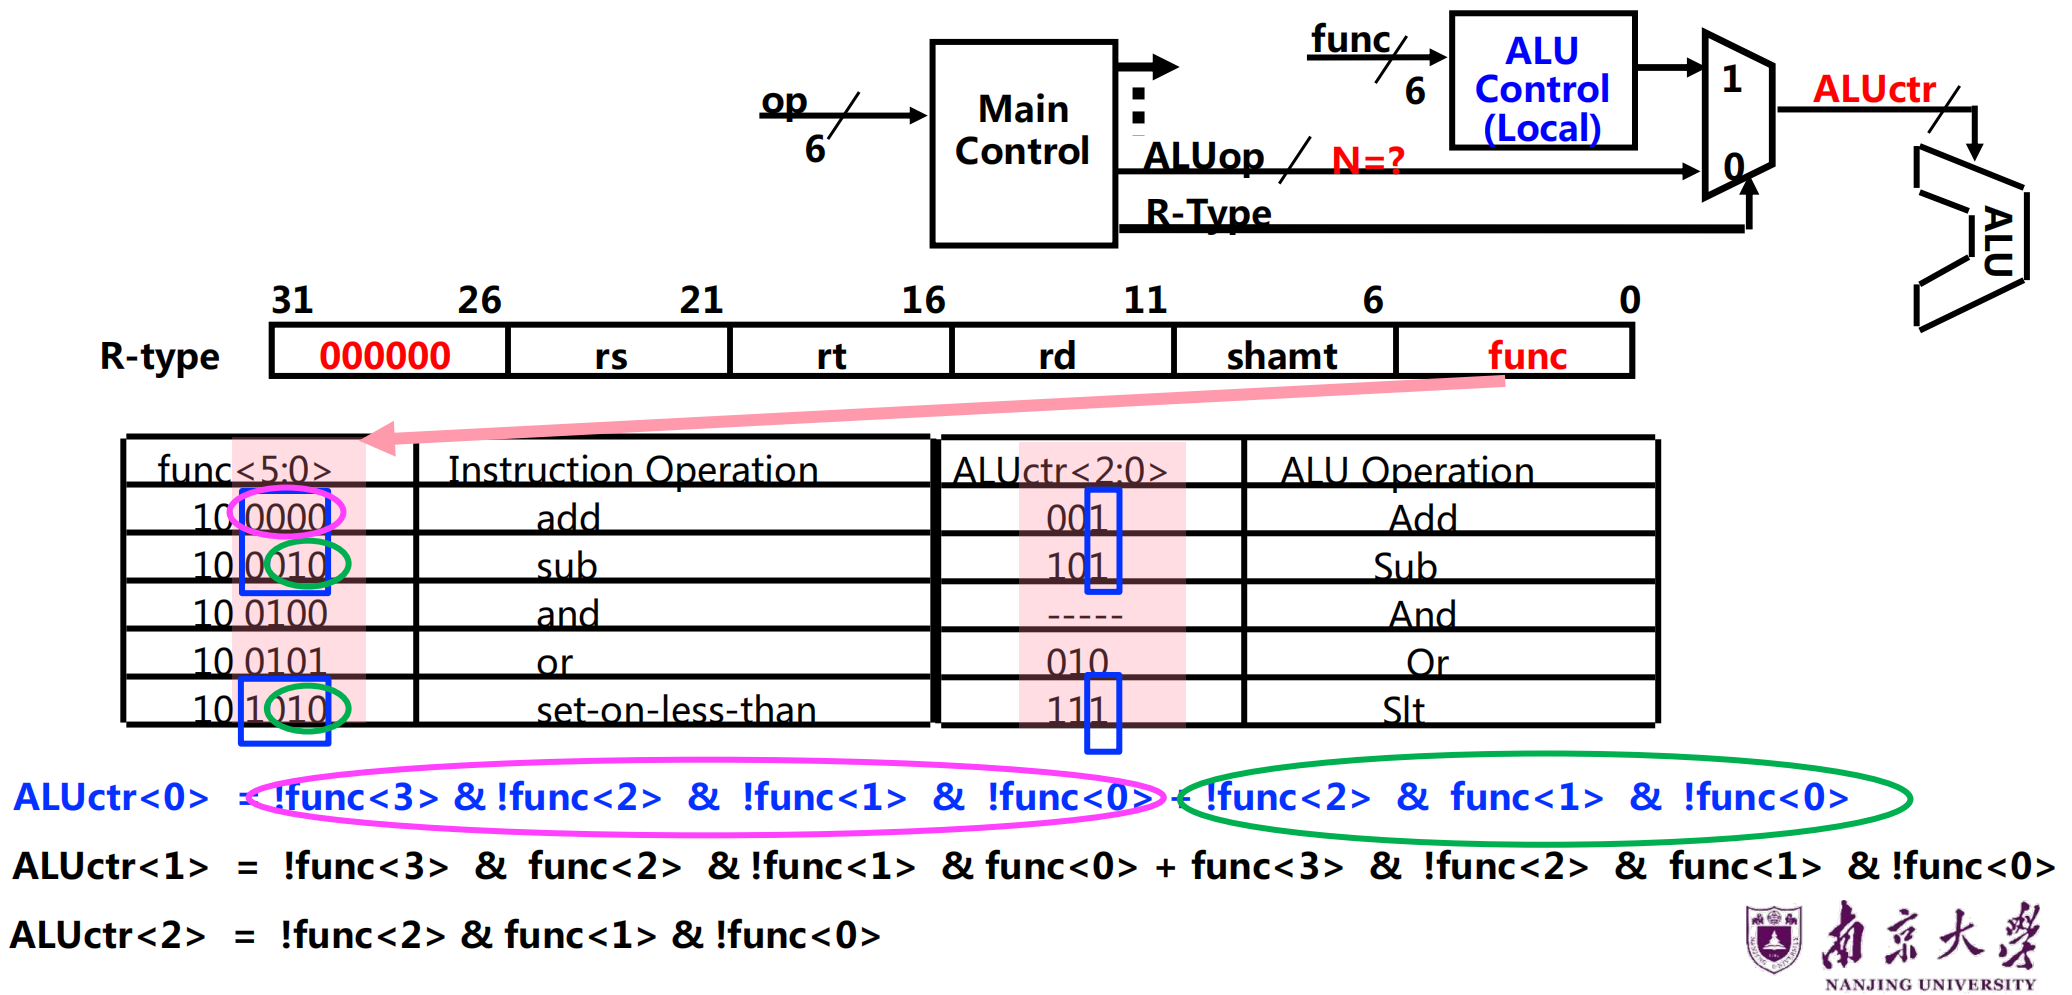 func
6
ALU
Control
(Local)
1
0
ALUctr
op
6
Main
Control
ALUop
N=?
R-Type
ALU
31 26 21 16 11 6 0
R-type 000000 rs rt rd shamt func
func<5:0> Instruction Operation ALUctr<2:0> ALU Operation
10 0000 add 001 Add
10 0010 sub 101 Sub
10 0100 and ----- And
10 0101 or 010 Or
10 1010 set-on-less-than 111 Slt
ALUctr<0> = !func<3> & !func<2> & !func<1> & !func<0> + !func<2> & func<1> & !func<0>
ALUctr<1> = !func<3> & func<2> & !func<1> & func<0> + func<3> & !func<2> & func<1> & !func<0>
ALUctr<2> = !func<2> & func<1> & !func<0>
南京大学
NANJING UNIVERSITY